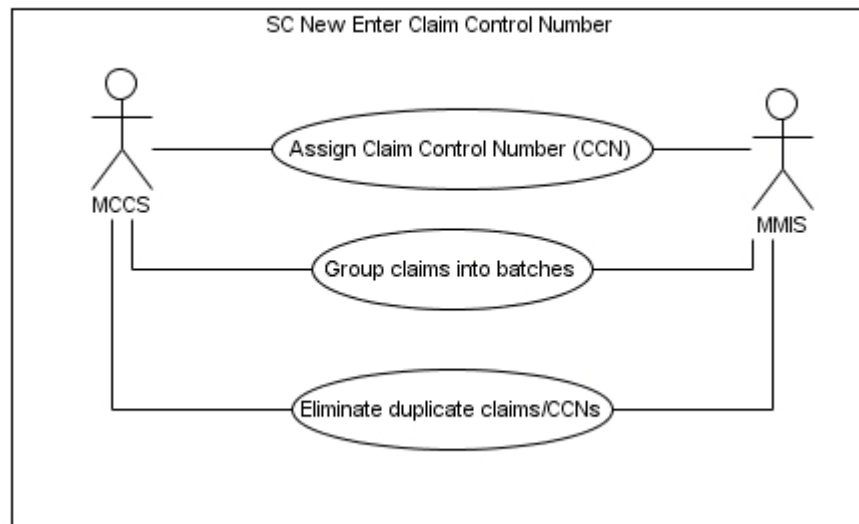 SC New Enter Claim Control Number
Assign Claim Control Number (CCN)
MCCS
MMIS
Group claims into batches
Eliminate duplicate claims/CCNs